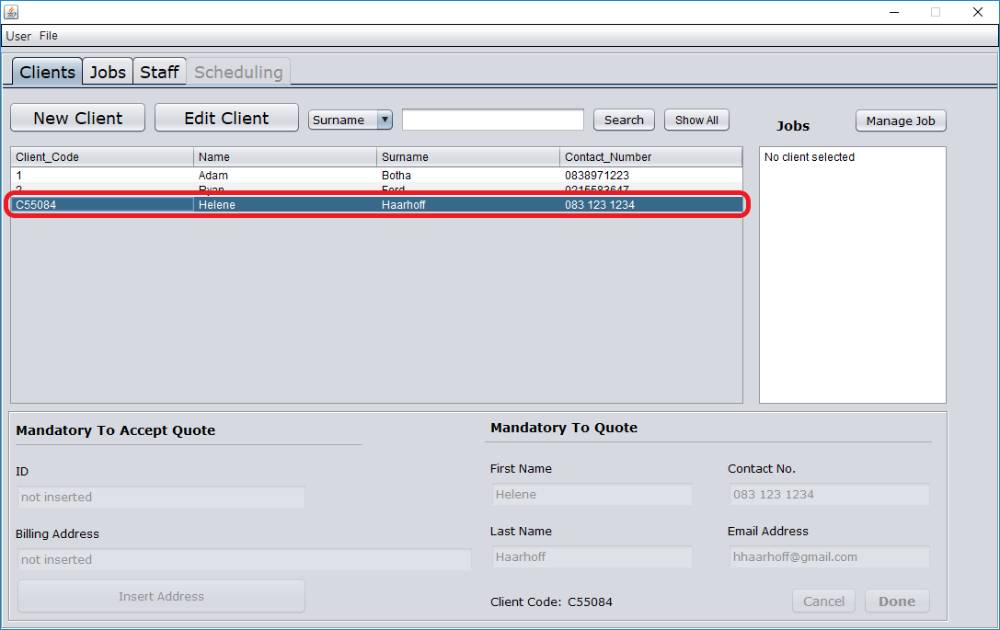 User File
Clients Jobs Staff Scheduling
New Client Edit Client Surname Search Show All Jobs Manage Job
Client_Code Name Surname Contact_Number No client selected
1 Adam Botha 0838971223
2 Ryan Ford 0215583647
C55084 Helene Haarhoff 083 123 1234
Mandatory To Accept Quote Mandatory To Quote
ID First Name Contact No.
not inserted Helene 083 123 1234
Billing Address Last Name Email Address
not inserted Haarhoff hhaarhoff@gmail.com
Insert Address Client Code: C55084 Cancel Done